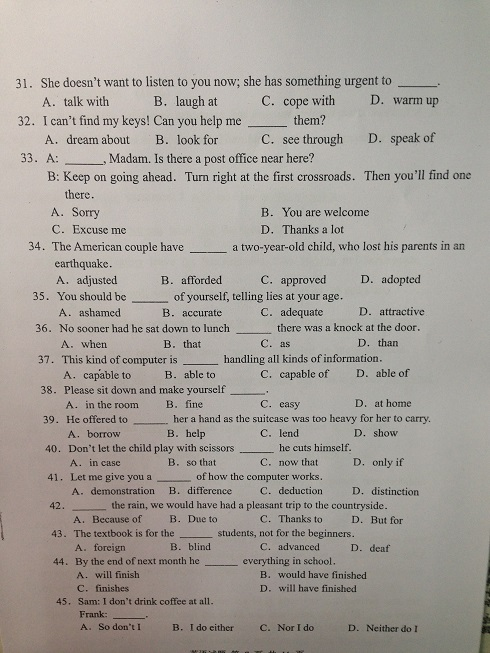 31. She doesn't want to listen to you now; she has something urgent to ______.
A. talk with B. laugh at C. cope with D. warm up
32. I can't find my keys! Can you help me ______ them?
A. dream about B. look for C. see through D. speak of
33. A: ______, Madam. Is there a post office near here?
B: Keep on going ahead. Turn right at the first crossroads. Then you'll find one
there.
A. Sorry B. You are welcome
C. Excuse me D. Thanks a lot
34. The American couple have ______ a two-year-old child, who lost his parents in an
earthquake.
A. adjusted B. afforded C. approved D. adopted
35. You should be ______ of yourself, telling lies at your age.
A. ashamed B. accurate C. adequate D. attractive
36. No sooner had he sat down to lunch ______ there was a knock at the door.
A. when B. that C. as D. than
37. This kind of computer is ______ handling all kinds of information.
A. capable to B. able to C. capable of D. able of
38. Please sit down and make yourself ______.
A. in the room B. fine C. easy D. at home
39. He offered to ______ her a hand as the suitcase was too heavy for her to carry.
A. borrow B. help C. lend D. show
40. Don't let the child play with scissors ______ he cuts himself.
A. in case B. so that C. now that D. only if
41. Let me give you a ______ of how the computer works.
A. demonstration B. difference C. deduction D. distinction
42. ______ the rain, we would have had a pleasant trip to the countryside.
A. Because of B. Due to C. Thanks to D. But for
43. The textbook is for the ______ students, not for the beginners.
A. foreign B. blind C. advanced D. deaf
44. By the end of next month he ______ everything in school.
A. will finish B. would have finished
C. finishes D. will have finished
45. Sam: I don't drink coffee at all.
Frank: ______.
A. So don't I B. I do either C. Nor I do D. Neither do I